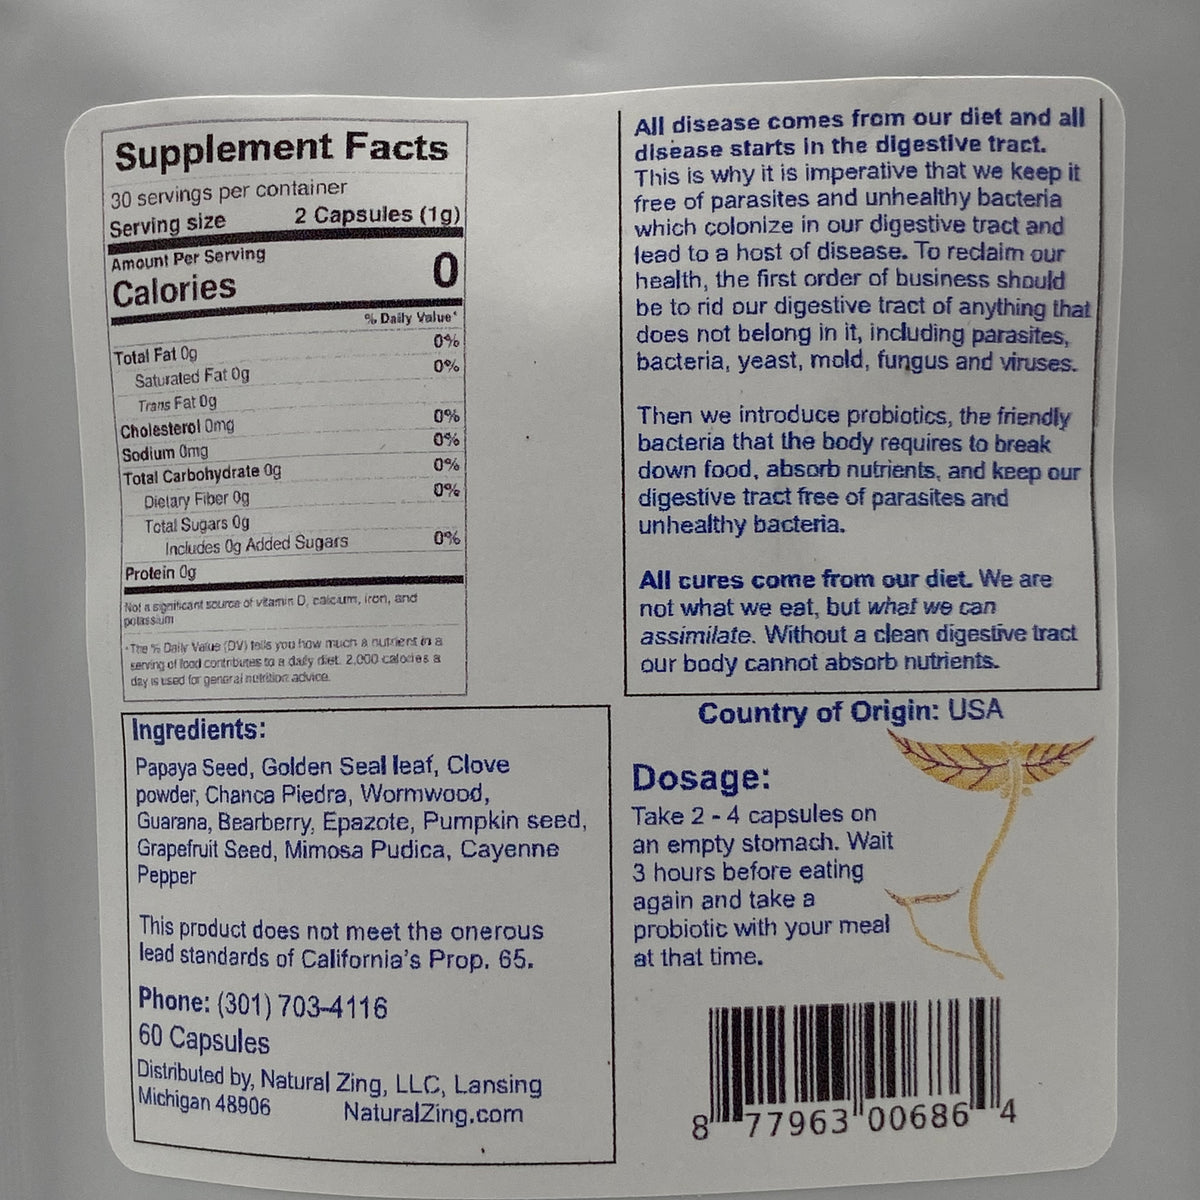 Supplement Facts
30 servings per container
Serving size 2 Capsules (1g)
Amount Per Serving
Calories 0
% Daily Value*
Total Fat 0g 0%
Saturated Fat 0g 0%
Trans Fat 0g
Cholesterol 0mg 0%
Sodium 0mg 0%
Total Carbohydrate 0g 0%
Dietary Fiber 0g 0%
Total Sugars 0g
Includes 0g Added Sugars 0%
Protein 0g
Not a significant source of vitamin D, calcium, iron, and
potassium
*The % Daily Value (DV) tells you how much a nutrient in a
serving of food contributes to a daily diet. 2,000 calories a
day is used for general nutrition advice.
Ingredients:
Papaya Seed, Golden Seal leaf, Clove
powder, Chanca Piedra, Wormwood,
Guarana, Bearberry, Epazote, Pumpkin seed,
Grapefruit Seed, Mimosa Pudica, Cayenne
Pepper
This product does not meet the onerous
lead standards of California's Prop. 65.
Phone: (301) 703-4116
60 Capsules
Distributed by, Natural Zing, LLC, Lansing
Michigan 48906 NaturalZing.com
All disease comes from our diet and all
disease starts in the digestive tract.
This is why it is imperative that we keep it
free of parasites and unhealthy bacteria
which colonize in our digestive tract and
lead to a host of disease. To reclaim our
health, the first order of business should
be to rid our digestive tract of anything that
does not belong in it, including parasites,
bacteria, yeast, mold, fungus and viruses.
Then we introduce probiotics, the friendly
bacteria that the body requires to break
down food, absorb nutrients, and keep our
digestive tract free of parasites and
unhealthy bacteria.
All cures come from our diet. We are
not what we eat, but what we can
assimilate. Without a clean digestive tract
our body cannot absorb nutrients.
Country of Origin: USA
Dosage:
Take 2 - 4 capsules on
an empty stomach. Wait
3 hours before eating
again and take a
probiotic with your meal
at that time.
8 77963 00686 4